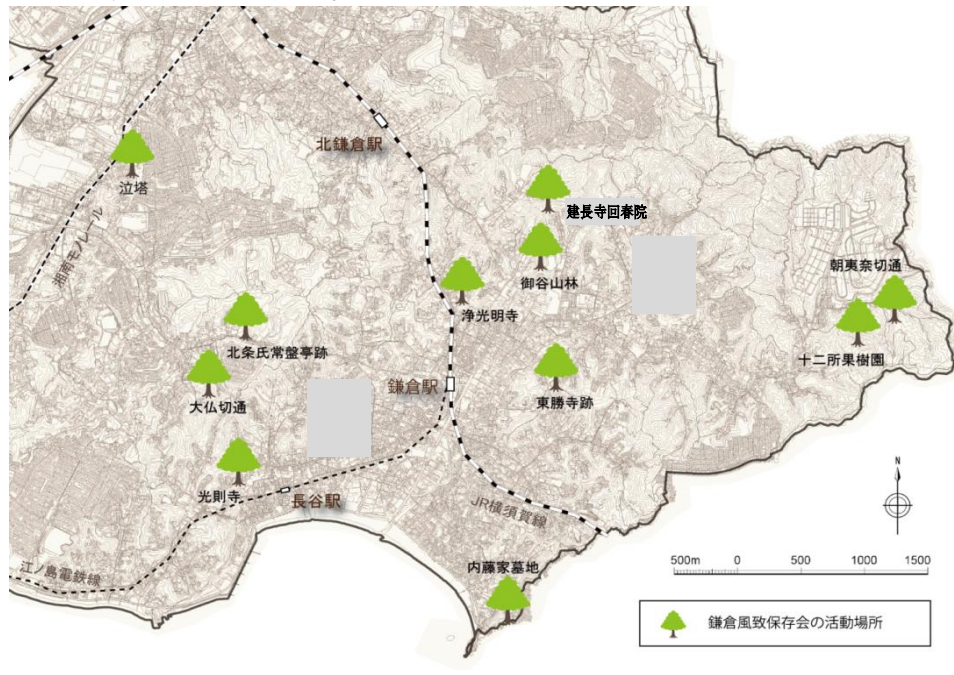 北鎌倉駅
泣塔
建長寺回春院
湘南モノレール
御谷山林
朝夷奈切通
浄光明寺
北条氏常盤亭跡
十二所果樹園
大仏切通
鎌倉駅
東勝寺跡
光則寺
長谷駅
JR横須賀線
N
江ノ島電鉄線
内藤家墓地
500m 0 500 1000 1500
鎌倉風致保存会の活動場所